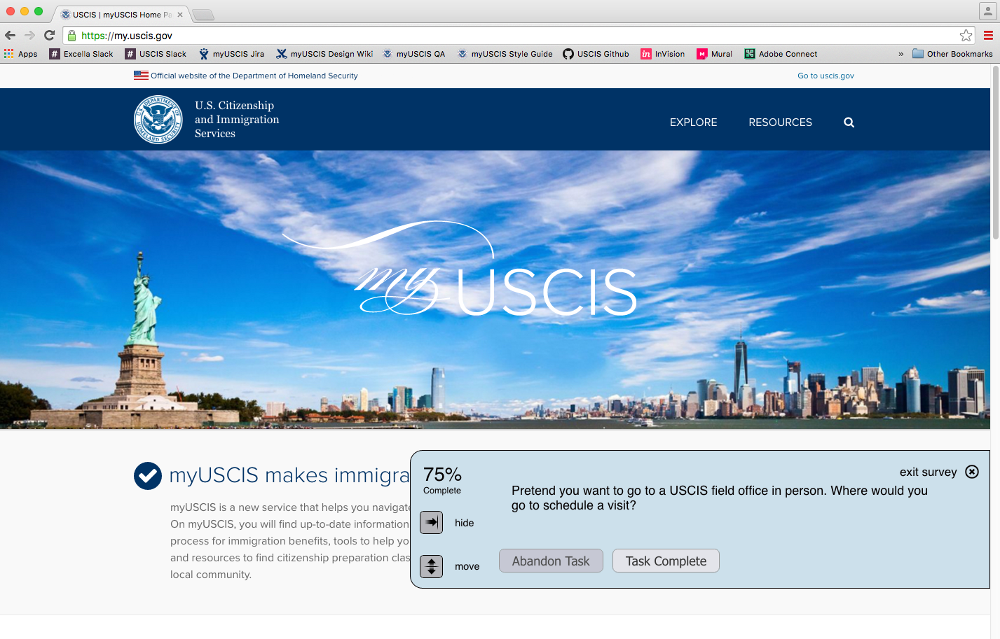 USCIS | myUSCIS Home Pa
https://my.uscis.gov
Apps Excella Slack USCIS Slack myUSCIS Jira myUSCIS Design Wiki myUSCIS QA myUSCIS Style Guide USCIS Github InVision Mural Adobe Connect » Other Bookmarks
Official website of the Department of Homeland Security Go to uscis.gov
U.S. DEPARTMENT OF HOMELAND SECURITY
U.S. Citizenship
and Immigration
Services
EXPLORE RESOURCES
my USCIS
myUSCIS makes immigra
myUSCIS is a new service that helps you navigate
On myUSCIS, you will find up-to-date information
process for immigration benefits, tools to help yo
and resources to find citizenship preparation clas
local community.
75%
Complete
exit survey
Pretend you want to go to a USCIS field office in person. Where would you
go to schedule a visit?
hide
move
Abandon Task Task Complete